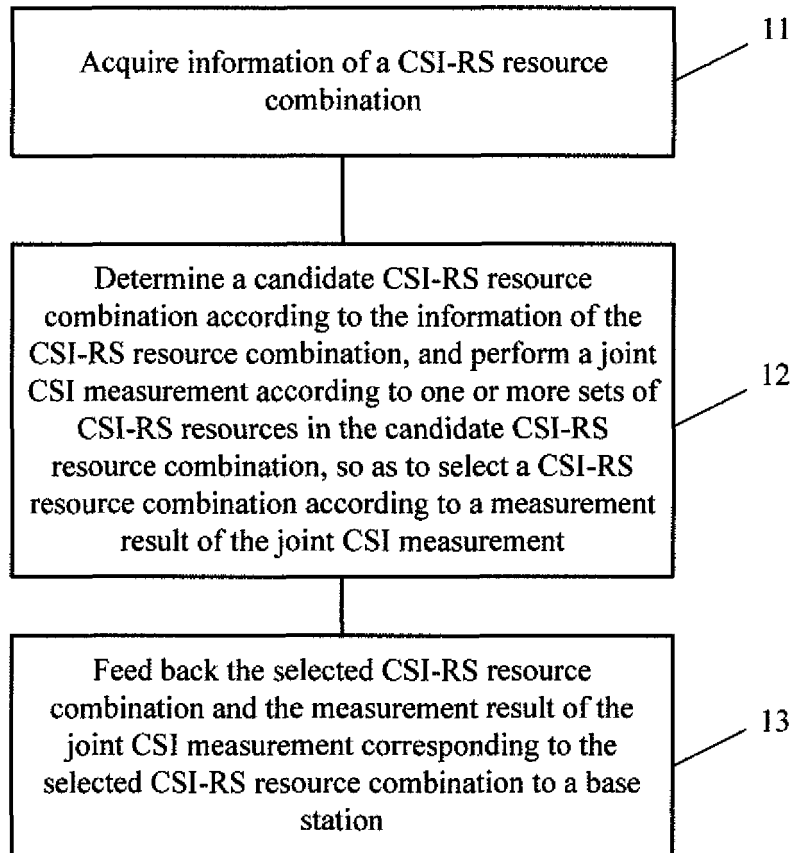 Acquire information of a CSI-RS resource
combination
11
Determine a candidate CSI-RS resource
combination according to the information of the
CSI-RS resource combination, and perform a joint
CSI measurement according to one or more sets of
CSI-RS resources in the candidate CSI-RS
resource combination, so as to select a CSI-RS
resource combination according to a measurement
result of the joint CSI measurement
12
Feed back the selected CSI-RS resource
combination and the measurement result of the
joint CSI measurement corresponding to the
selected CSI-RS resource combination to a base
station
13